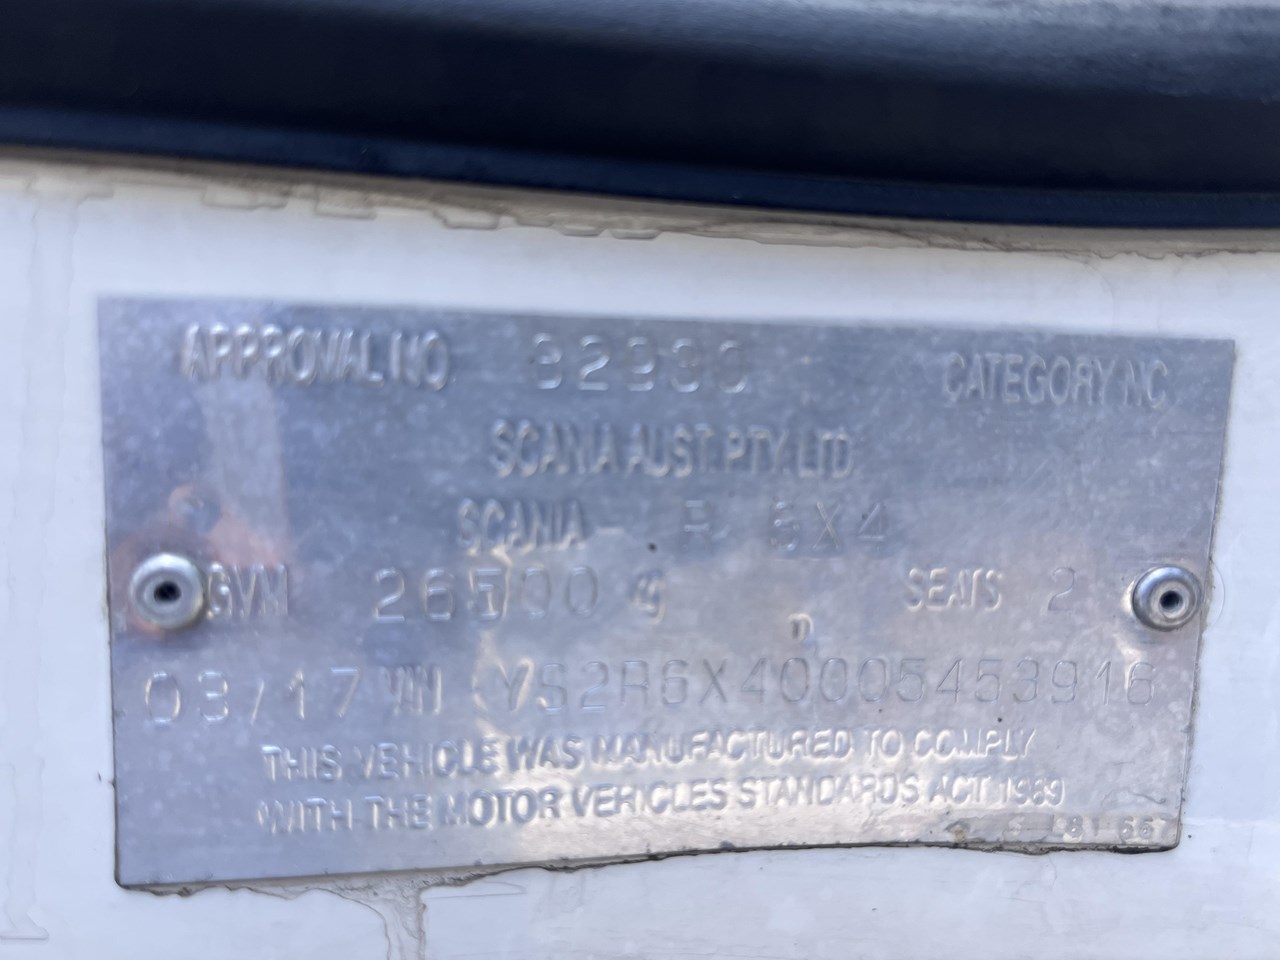 APPROVAL NO 32930 CATEGORY NC
SCANIA AUST. PTY. LTD
SCANIA R 6X4
GVM 26500 SEATS 2
03/17 VIN YS2R6X40005453916
THIS VEHICLE WAS MANUFACTURED TO COMPLY
WITH THE MOTOR VEHICLES STANDARDS ACT 1989